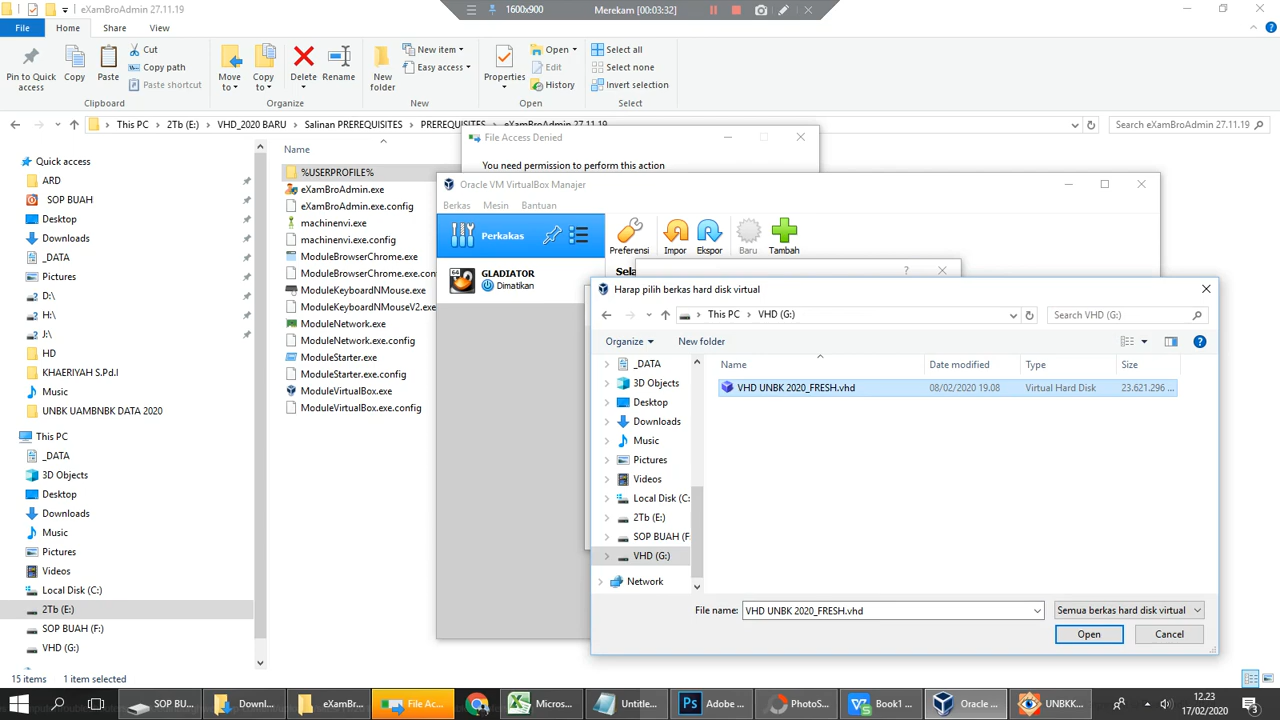 eXamBroAdmin 27.11.19
1600x900
Merekam [00:03:32]
File
Home
Share
View
Pin to Quick access
Copy
Paste
Cut
Copy path
Paste shortcut
Clipboard
Move to
Copy to
Delete
Rename
Organize
New folder
New item
Easy access
New
Properties
Open
Edit
History
Open
Select all
Select none
Invert selection
Select
This PC
2Tb (E:)
VHD_2020 BARU
Salinan PREREQUISITES
PREREQUISITES
eXamBroAdmin 27.11.19
Search eXamBroAdmin 27.11.19
Quick access
ARD
SOP BUAH
Desktop
Downloads
_DATA
Pictures
D:\
H:\
J:\
HD
KHAERIYAH S.Pd.I
Music
UNBK UAMBNBK DATA 2020
This PC
_DATA
3D Objects
Desktop
Downloads
Music
Pictures
Videos
Local Disk (C:)
2Tb (E:)
SOP BUAH (F:)
VHD (G:)
Name
%USERPROFILE%
eXamBroAdmin.exe
eXamBroAdmin.exe.config
machinenvi.exe
machinenvi.exe.config
ModuleBrowserChrome.exe
ModuleBrowserChrome.exe.con
ModuleKeyboardNMouse.exe
ModuleKeyboardNMouseV2.exe
ModuleNetwork.exe
ModuleNetwork.exe.config
ModuleStarter.exe
ModuleStarter.exe.config
ModuleVirtualBox.exe
ModuleVirtualBox.exe.config
File Access Denied
You need permission to perform this action
Oracle VM VirtualBox Manajer
Berkas
Mesin
Bantuan
Perkakas
Preferensi
Impor
Ekspor
Baru
Tambah
GLADIATOR
Dimatikan
Sela
Harap pilih berkas hard disk virtual
This PC
VHD (G:)
Search VHD (G:)
Organize
New folder
_DATA
3D Objects
Desktop
Downloads
Music
Pictures
Videos
Local Disk (C:
2Tb (E:)
SOP BUAH (F
VHD (G:)
Network
Name
Date modified
Type
Size
VHD UNBK 2020_FRESH.vhd
08/02/2020 19.08
Virtual Hard Disk
23.621.296 ...
File name:
VHD UNBK 2020_FRESH.vhd
Semua berkas hard disk virtual
Open
Cancel
15 items
1 item selected
SOP BU...
Downl...
eXamBr...
File Ac...
Micros...
Untitle...
Adobe ...
PhotoS...
Book1 ...
Oracle ...
UNBKK...
12.23
17/02/2020